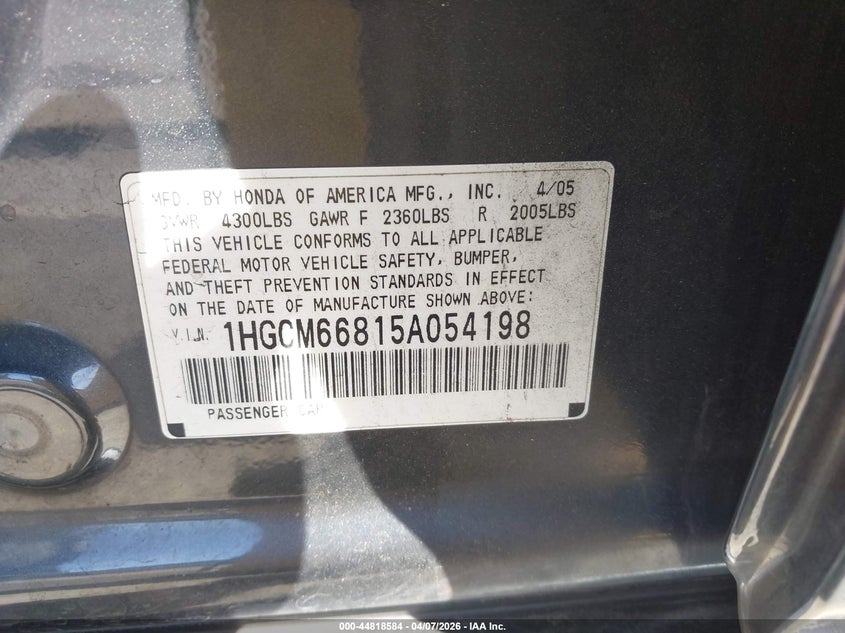 MFD. BY HONDA OF AMERICA MFG., INC. 4/05
GVWR 4300LBS GAWR F 2360LBS R 2005LBS
THIS VEHICLE CONFORMS TO ALL APPLICABLE
FEDERAL MOTOR VEHICLE SAFETY, BUMPER,
AND THEFT PREVENTION STANDARDS IN EFFECT
ON THE DATE OF MANUFACTURE SHOWN ABOVE:
V.I.N. 1HGCM66815A054198
PASSENGER CAR
000-44818584 - 04/07/2026 - IAA Inc.